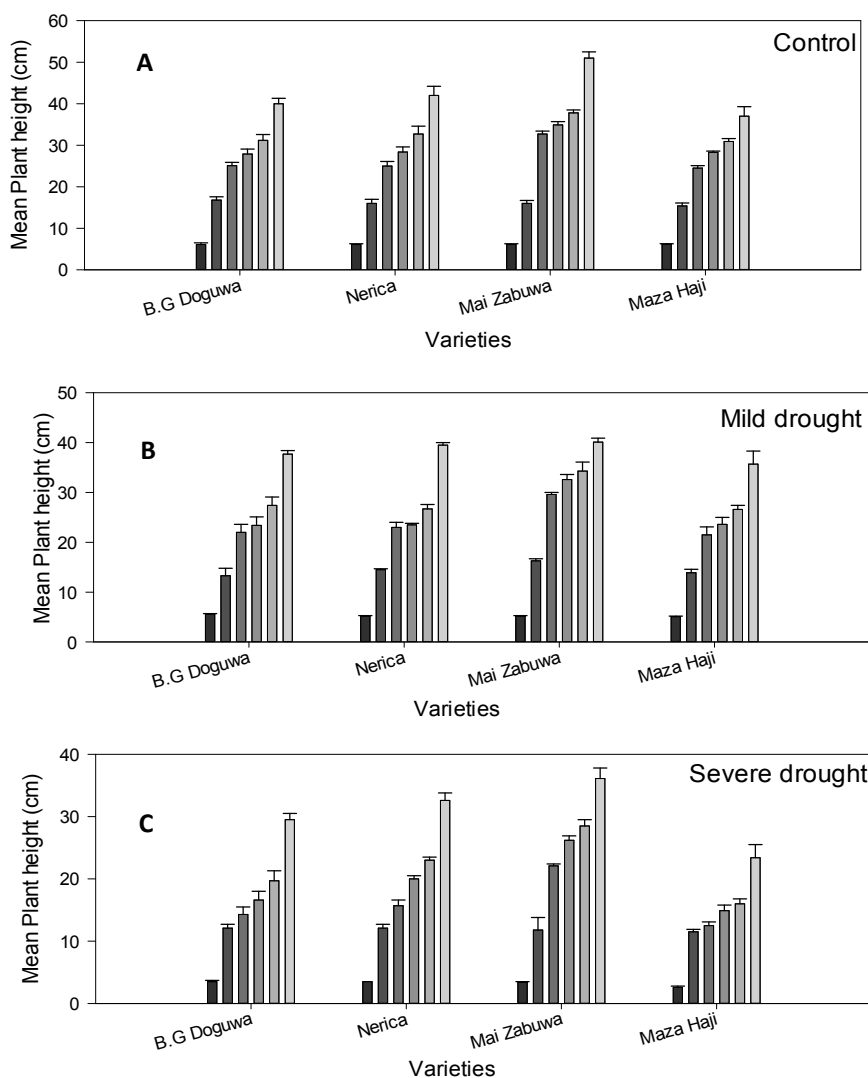 60
50
40
30
20
10
0
Mean Plant height (cm)
A
Control
B.G Doguwa
Nerica
Mai Zabuwa
Maza Haji
Varieties
50
40
30
20
10
0
Mean Plant height (cm)
B
Mild drought
B.G Doguwa
Nerica
Mai Zabuwa
Maza Haji
Varieties
40
30
20
10
0
Mean Plant height (cm)
C
Severe drought
B.G Doguwa
Nerica
Mai Zabuwa
Maza Haji
Varieties